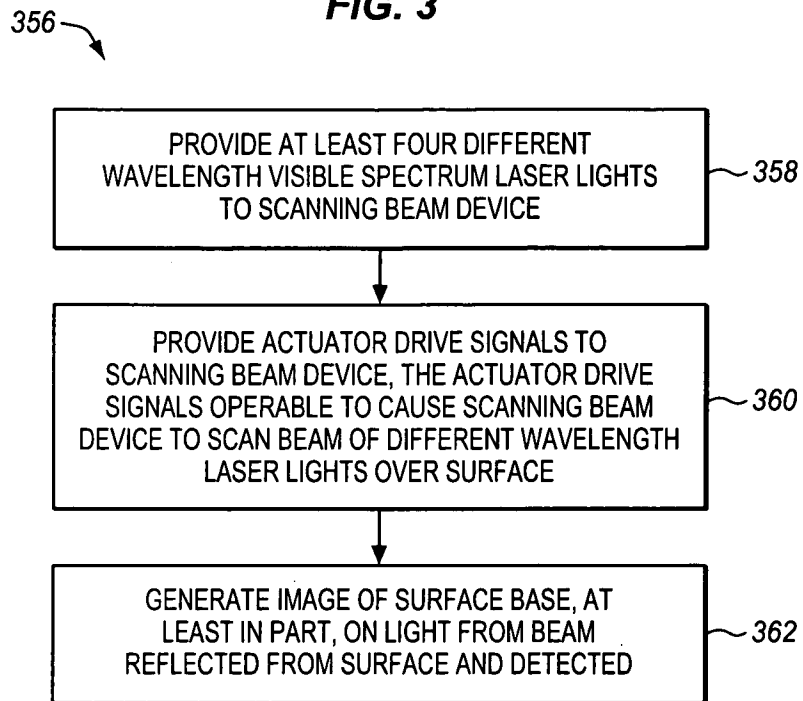 FIG. 3
356
PROVIDE AT LEAST FOUR DIFFERENT
WAVELENGTH VISIBLE SPECTRUM LASER LIGHTS
TO SCANNING BEAM DEVICE
358
PROVIDE ACTUATOR DRIVE SIGNALS TO
SCANNING BEAM DEVICE, THE ACTUATOR DRIVE
SIGNALS OPERABLE TO CAUSE SCANNING BEAM
DEVICE TO SCAN BEAM OF DIFFERENT WAVELENGTH
LASER LIGHTS OVER SURFACE
360
GENERATE IMAGE OF SURFACE BASE, AT
LEAST IN PART, ON LIGHT FROM BEAM
REFLECTED FROM SURFACE AND DETECTED
362